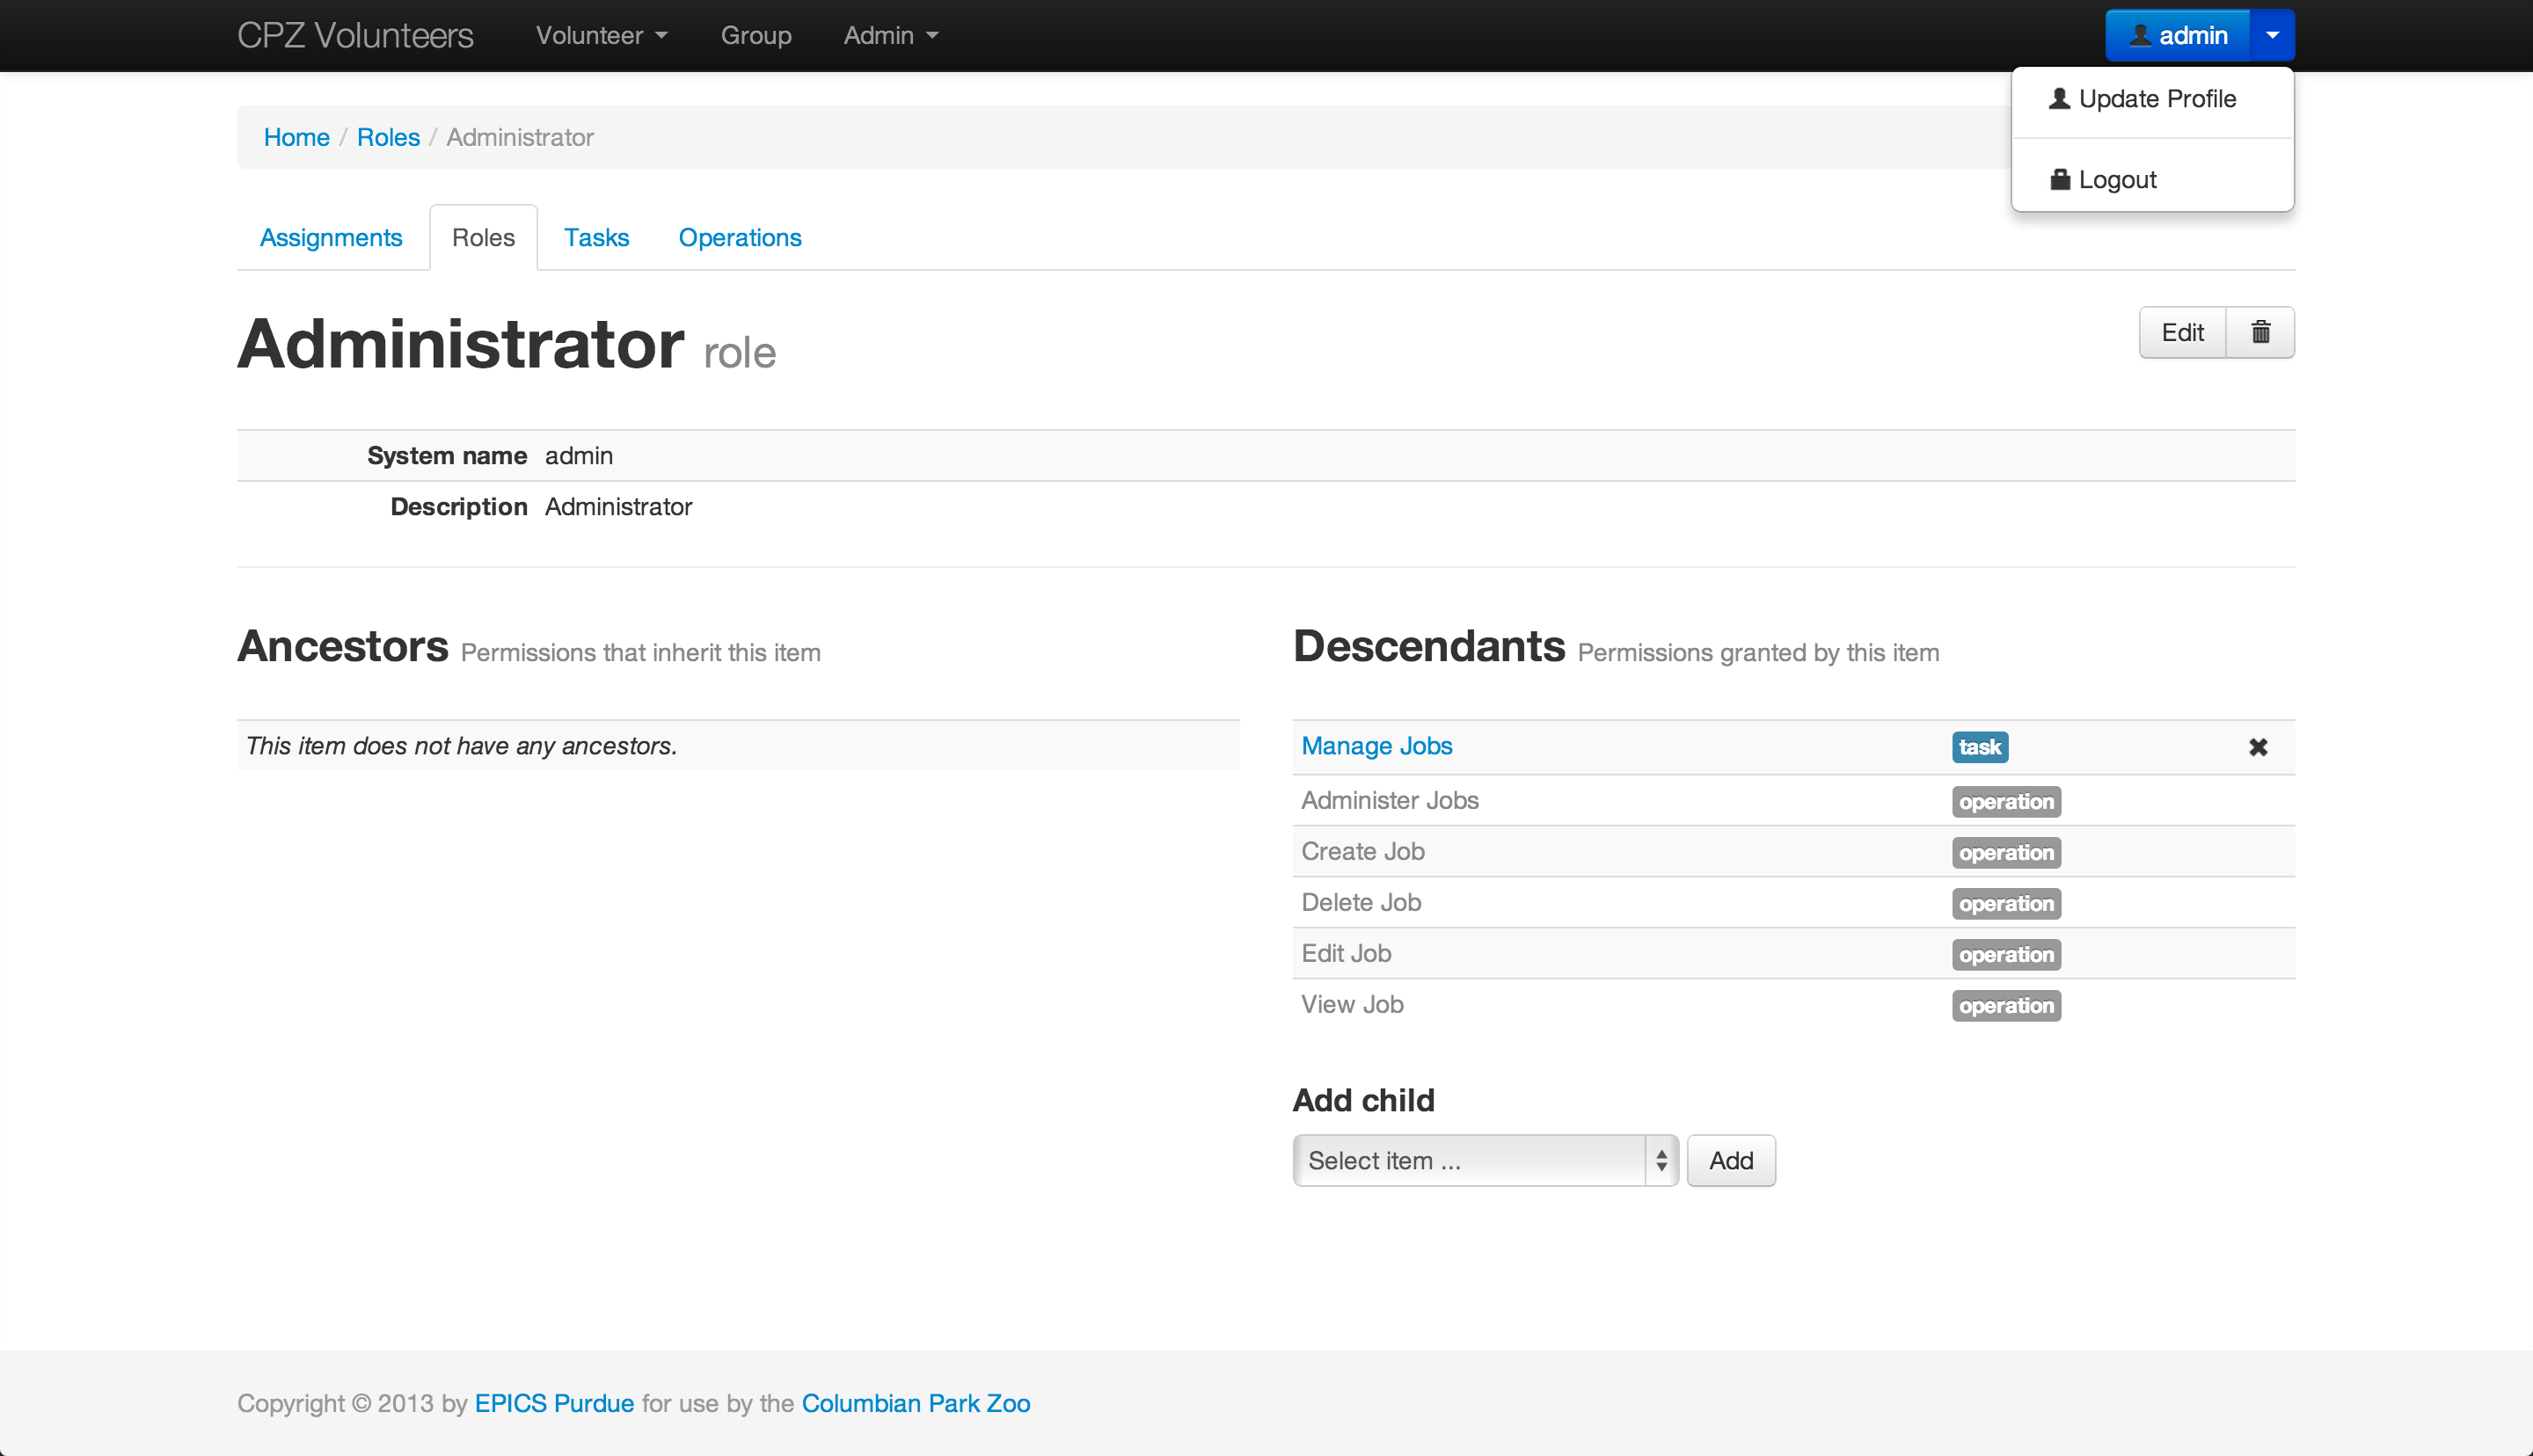 CPZ Volunteers Volunteer Group Admin admin
Update Profile
Home / Roles / Administrator
Logout
Assignments Roles Tasks Operations
Administrator role Edit
System name admin
Description Administrator
Ancestors Permissions that inherit this item
This item does not have any ancestors.
Descendants Permissions granted by this item
Manage Jobs task
Administer Jobs operation
Create Job operation
Delete Job operation
Edit Job operation
View Job operation
Add child
Select item ... Add
Copyright © 2013 by EPICS Purdue for use by the Columbian Park Zoo